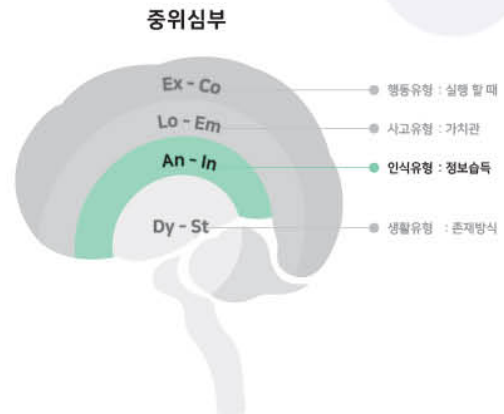 중위심부
Ex - Co
행동유형 : 실행 할 때
Lo - Em
사고유형 : 가치관
An - In
인식유형 : 정보습득
Dy - St
생활유형 : 존재방식